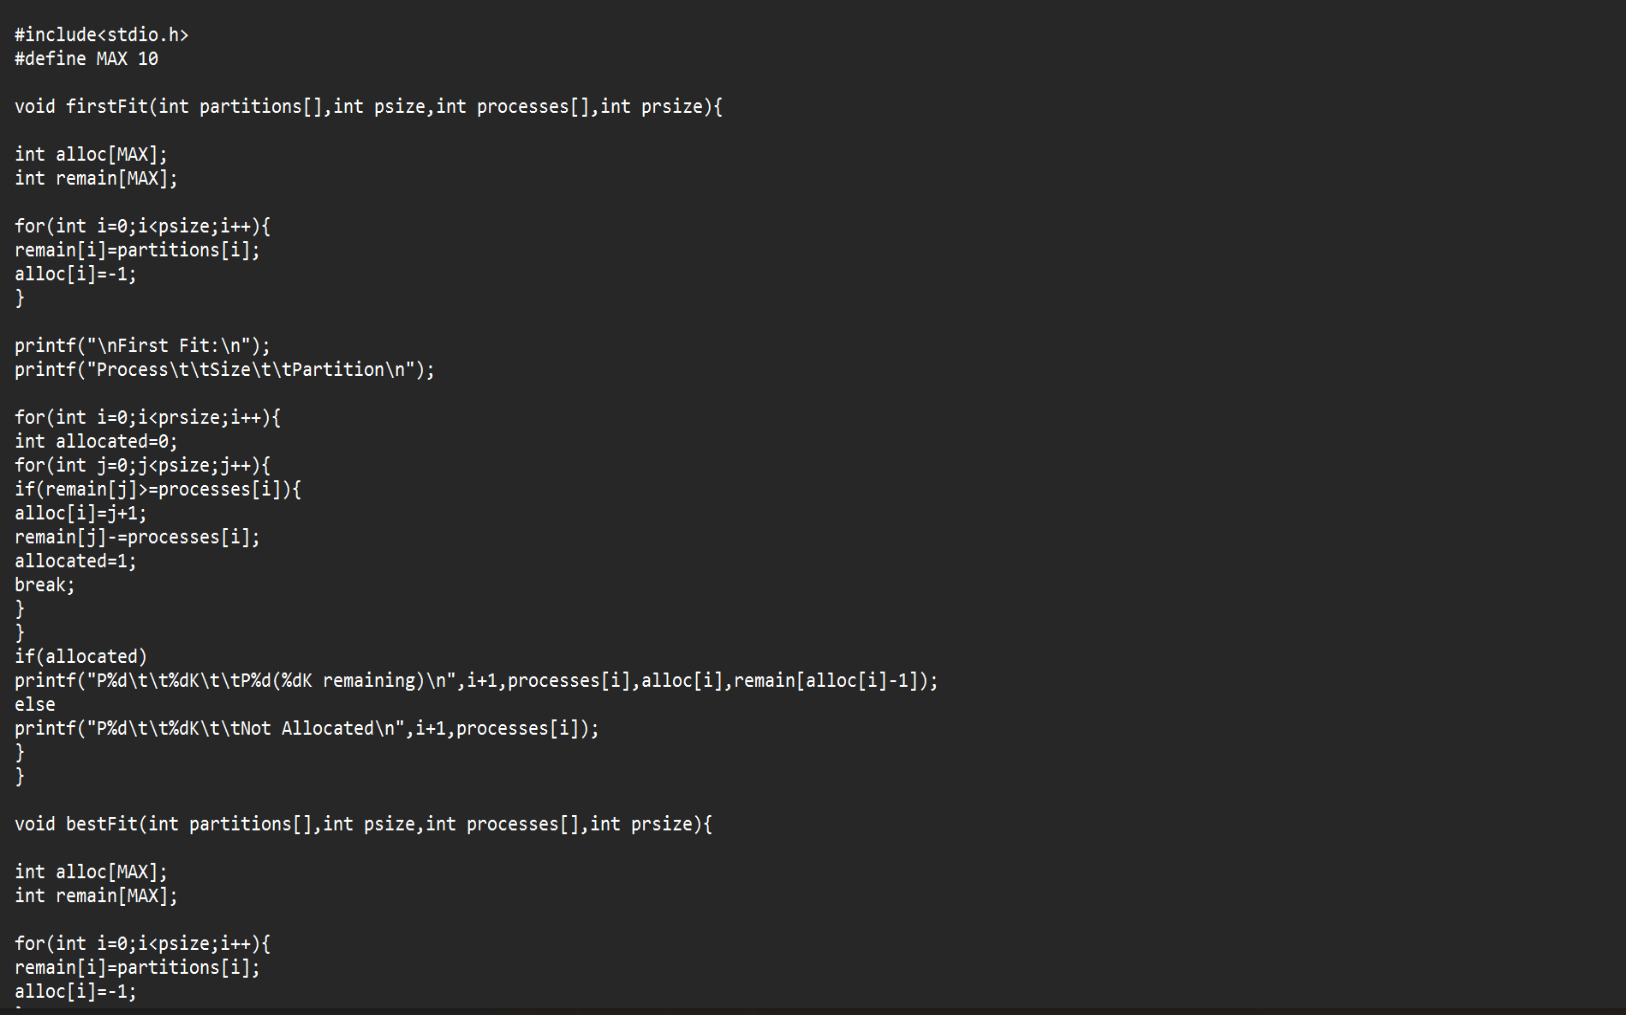 #include<stdio.h>
#define MAX 10
void firstFit(int partitions[],int psize,int processes[],int prsize){
int alloc[MAX];
int remain[MAX];
for(int i=0;i<psize;i++){
remain[i]=partitions[i];
alloc[i]=-1;
}
printf("\nFirst Fit:\n");
printf("Process\t\tSize\t\tPartition\n");
for(int i=0;i<prsize;i++){
int allocated=0;
for(int j=0;j<psize;j++){
if(remain[j]>=processes[i]){
alloc[i]=j+1;
remain[j]-=processes[i];
allocated=1;
break;
}
}
if(allocated)
printf("P%d\t\t%dK\t\tP%d(%dK remaining)\n",i+1,processes[i],alloc[i],remain[alloc[i]-1]);
else
printf("P%d\t\t%dK\t\tNot Allocated\n",i+1,processes[i]);
}
}
void bestFit(int partitions[],int psize,int processes[],int prsize){
int alloc[MAX];
int remain[MAX];
for(int i=0;i<psize;i++){
remain[i]=partitions[i];
alloc[i]=-1;